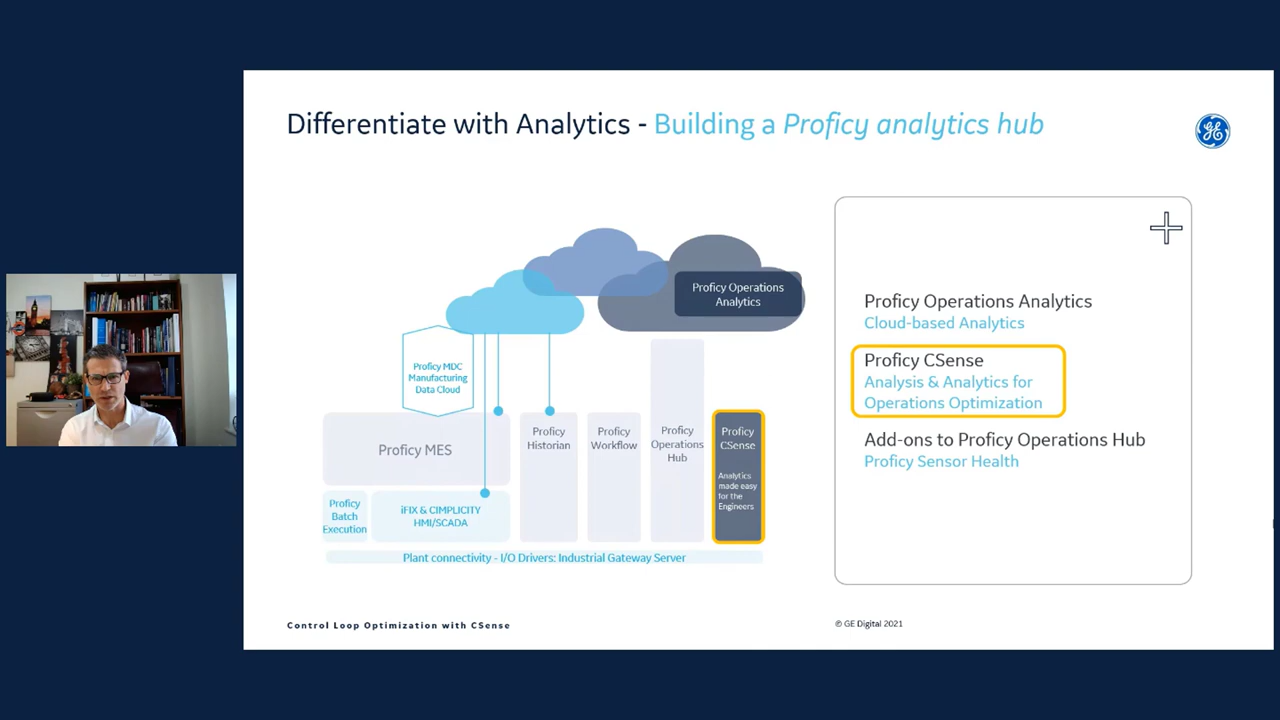 Differentiate with Analytics - Building a Proficy analytics hub
Proficy Operations
Analytics
Proficy MDC
Manufacturing
Data Cloud
Proficy MES
Proficy
Historian
Proficy
Workflow
Proficy
Operations
Hub
Proficy
CSense
Analytics
made easy
for the
Engineers
Proficy
Batch
Execution
iFIX & CIMPLICITY
HMI/SCADA
Plant connectivity - I/O Drivers: Industrial Gateway Server
Proficy Operations Analytics
Cloud-based Analytics
Proficy CSense
Analysis & Analytics for
Operations Optimization
Add-ons to Proficy Operations Hub
Proficy Sensor Health
Control Loop Optimization with CSense
© GE Digital 2021
GE